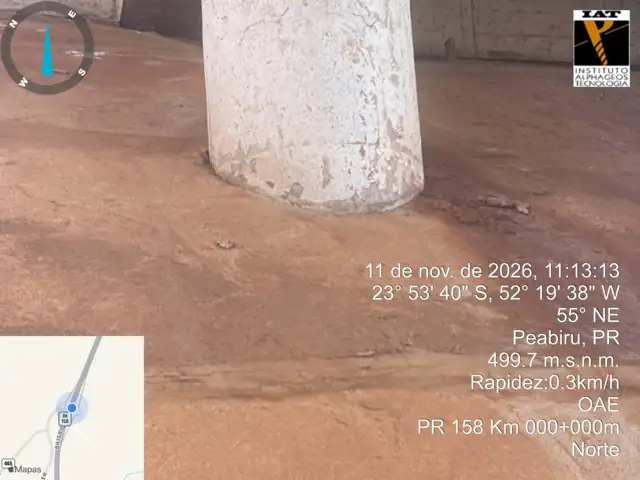 N
E
W
S
IAT
INSTITUTO
ALPHAGEOS
TECNOLOGIA
11 de nov. de 2026, 11:13:13
23° 53' 40" S, 52° 19' 38" W
55° NE
Peabiru, PR
499.7 m.s.n.m.
Rapidez:0.3km/h
OAE
PR 158 Km 000+000m
Norte
158
465
Mapas